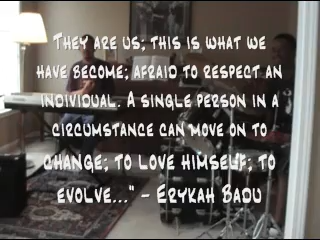 They are us; this is what we
have become; afraid to respect an
individual. A single person in a
circumstance can move on to
change; to love himself; to
evolve..." - Erykah Badu